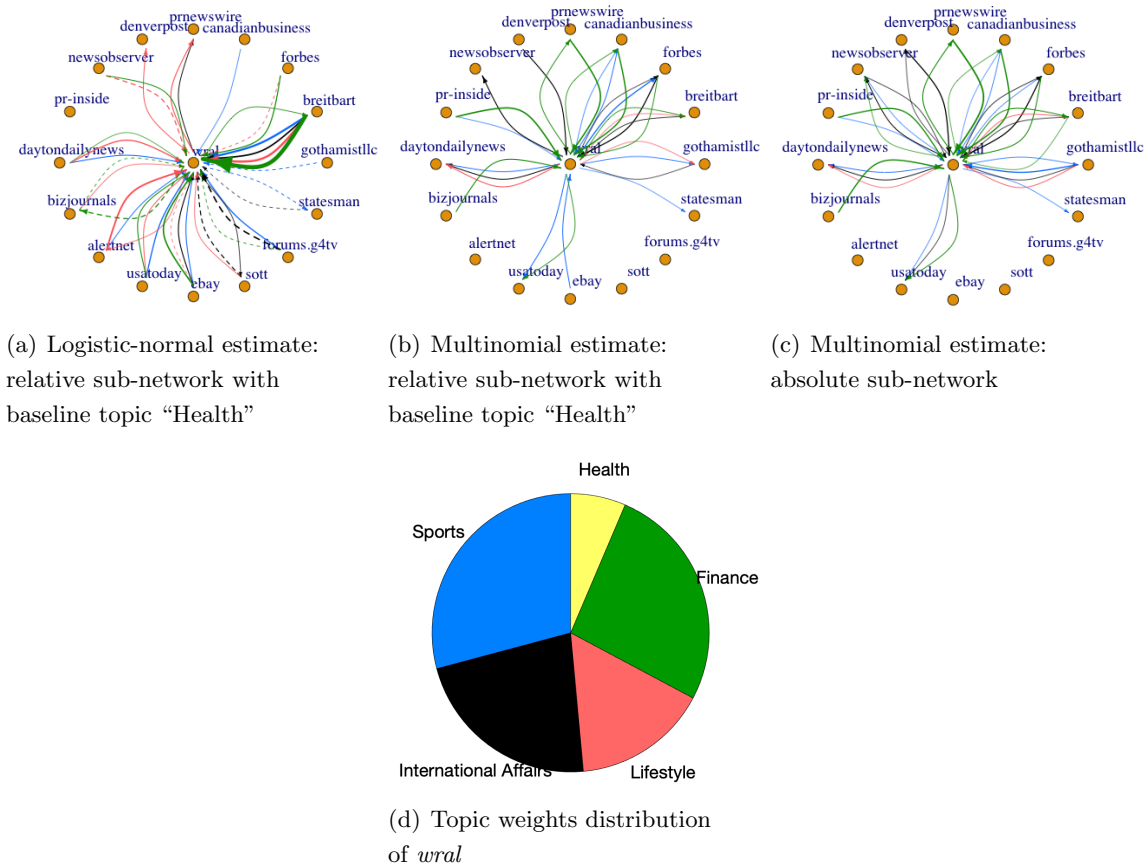 prnewswire
denverpost
canadianbusiness
newsobserver
forbes
pr-inside
breitbart
wral
daytondailynews
gothamistllc
bizjournals
statesman
alertnet
forums.g4tv
usatoday
sott
ebay
prnewswire
denverpost
canadianbusiness
newsobserver
forbes
pr-inside
breitbart
wral
daytondailynews
gothamistllc
bizjournals
statesman
alertnet
forums.g4tv
usatoday
sott
ebay
prnewswire
denverpost
canadianbusiness
newsobserver
forbes
pr-inside
breitbart
wral
daytondailynews
gothamistllc
bizjournals
statesman
alertnet
forums.g4tv
usatoday
sott
ebay
(a) Logistic-normal estimate:
relative sub-network with
baseline topic “Health”
(b) Multinomial estimate:
relative sub-network with
baseline topic “Health”
(c) Multinomial estimate:
absolute sub-network
Health
Sports
Finance
International Affairs
Lifestyle
(d) Topic weights distribution
of wral